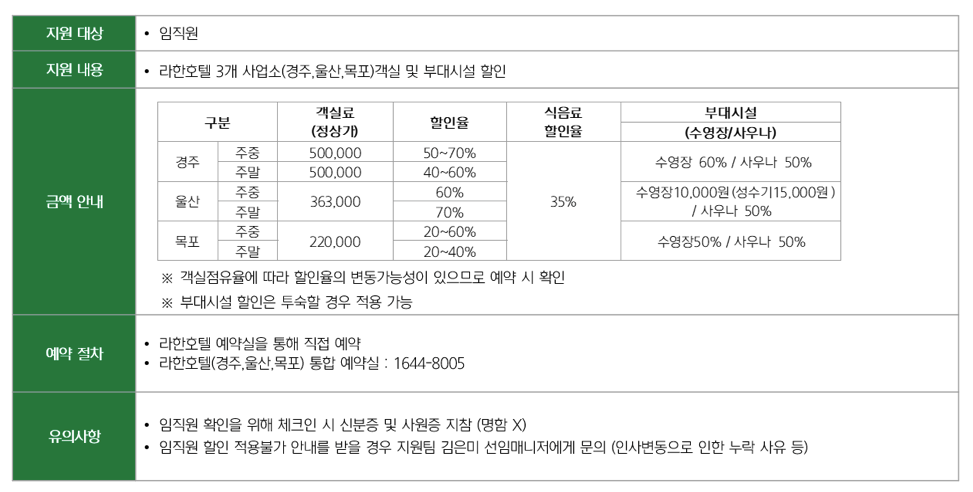 지원 대상
• 임직원
지원 내용
• 라한호텔 3개 사업소(경주,울산,목포)객실 및 부대시설 할인
금액 안내
구분 객실료 (정상가) 할인율 식음료 할인율 부대시설 (수영장/사우나)
경주 주중 500,000 50~70% 35% 수영장 60% / 사우나 50%
주말 500,000 40~60%
울산 주중 363,000 60% 수영장10,000원(성수기15,000원) / 사우나 50%
주말 70%
목포 주중 220,000 20~60% 수영장50% / 사우나 50%
주말 20~40%
※ 객실점유율에 따라 할인율의 변동가능성이 있으므로 예약 시 확인
※ 부대시설 할인은 투숙할 경우 적용 가능
예약 절차
• 라한호텔 예약실을 통해 직접 예약
• 라한호텔(경주,울산,목포) 통합 예약실 : 1644-8005
유의사항
• 임직원 확인을 위해 체크인 시 신분증 및 사원증 지참 (명함 X)
• 임직원 할인 적용불가 안내를 받을 경우 지원팀 김은미 선임매니저에게 문의 (인사변동으로 인한 누락 사유 등)